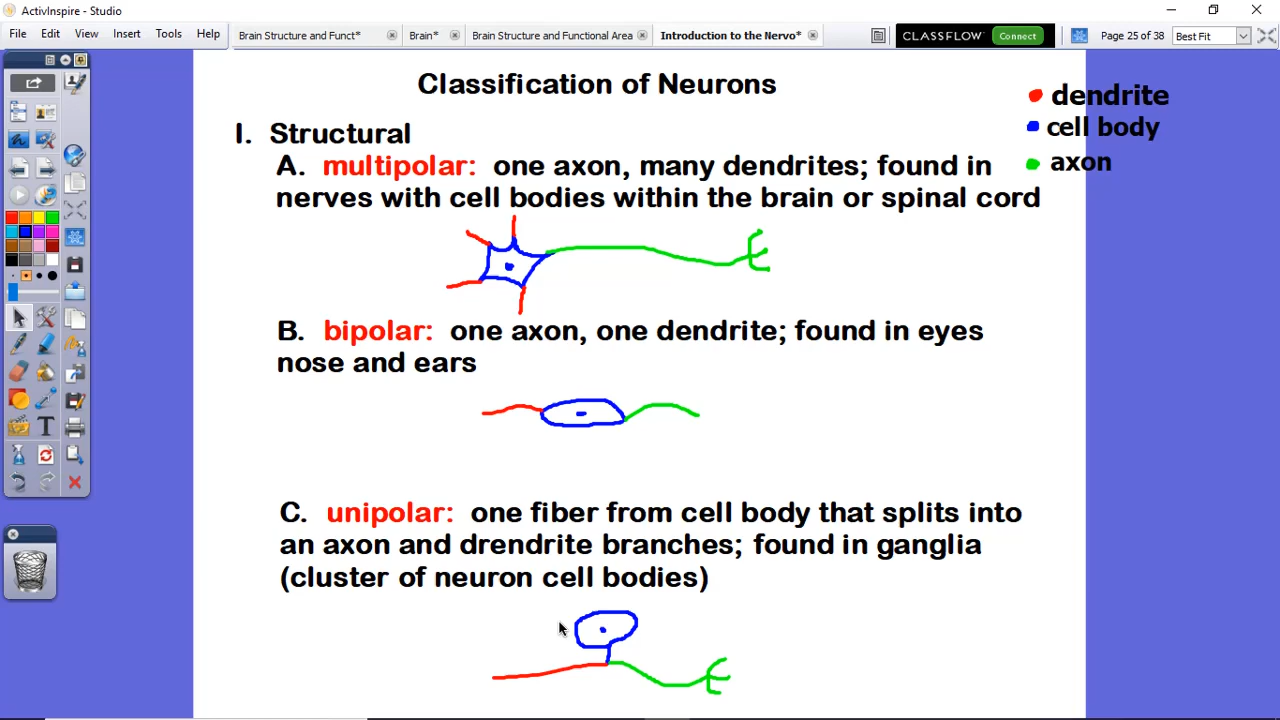 ActivInspire - Studio
File Edit View Insert Tools Help
Brain Structure and Funct* Brain* Brain Structure and Functional Area Introduction to the Nervo*
CLASSFLOW Connect
Page 25 of 38 Best Fit
Classification of Neurons
dendrite
cell body
axon
I. Structural
A. multipolar: one axon, many dendrites; found in
nerves with cell bodies within the brain or spinal cord
B. bipolar: one axon, one dendrite; found in eyes
nose and ears
C. unipolar: one fiber from cell body that splits into
an axon and drendrite branches; found in ganglia
(cluster of neuron cell bodies)